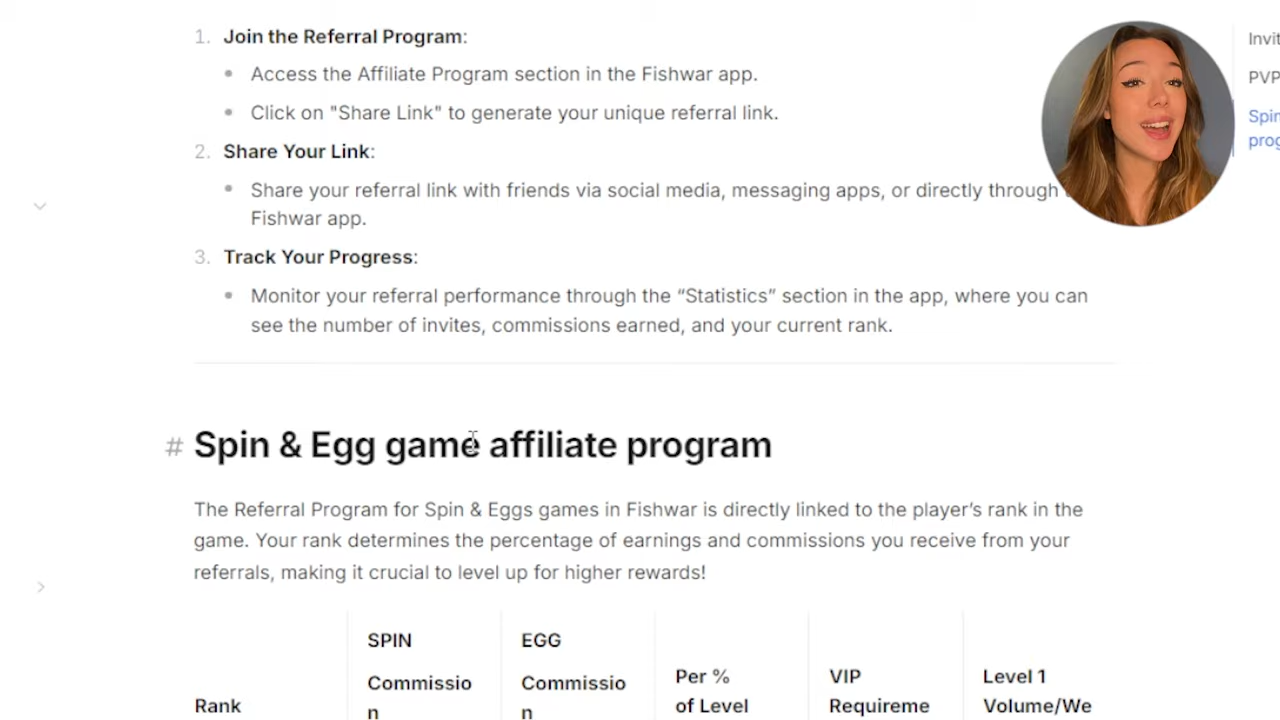 1. Join the Referral Program:
• Access the Affiliate Program section in the Fishwar app.
• Click on "Share Link" to generate your unique referral link.
2. Share Your Link:
• Share your referral link with friends via social media, messaging apps, or directly through
Fishwar app.
3. Track Your Progress:
• Monitor your referral performance through the “Statistics” section in the app, where you can
see the number of invites, commissions earned, and your current rank.
# Spin & Egg game affiliate program
The Referral Program for Spin & Eggs games in Fishwar is directly linked to the player’s rank in the
game. Your rank determines the percentage of earnings and commissions you receive from your
referrals, making it crucial to level up for higher rewards!
Rank
SPIN
Commissio
n
EGG
Commissio
n
Per %
of Level
VIP
Requireme
Level 1
Volume/We
Invit
PVP
prog